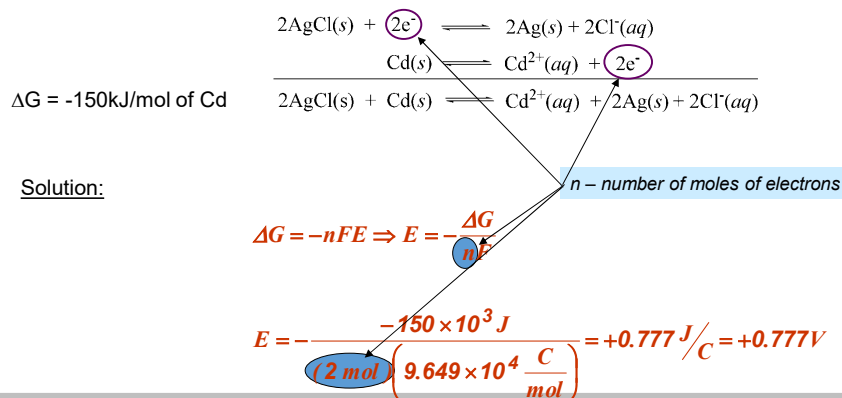 2AgCl(s) + 2e⁻ ⇌ 2Ag(s) + 2Cl⁻(aq)
Cd(s) ⇌ Cd²⁺(aq) + 2e⁻
ΔG = -150kJ/mol of Cd
2AgCl(s) + Cd(s) ⇌ Cd²⁺(aq) + 2Ag(s) + 2Cl⁻(aq)
Solution:
n – number of moles of electrons
ΔG = –nFE ⇒ E = – ΔG / nF
E = – –150 × 10³ J / (2 mol)(9.649 × 10⁴ C/mol) = +0.777 J/C = +0.777V